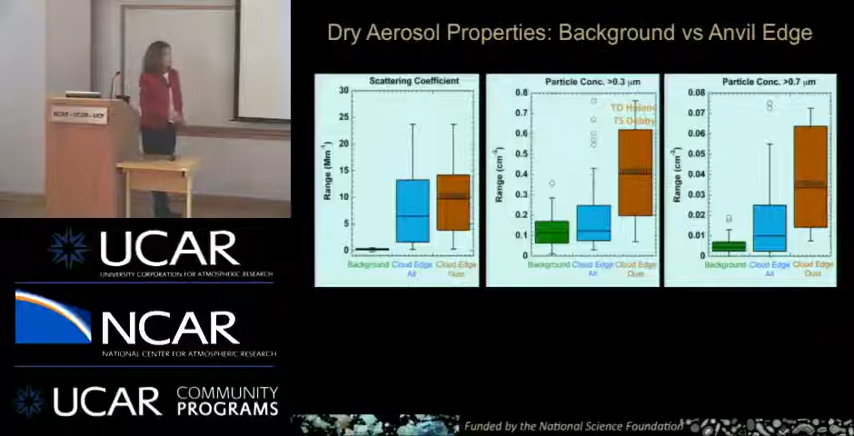 Dry Aerosol Properties: Background vs Anvil Edge
Scattering Coefficient
Range (Mm-1)
30
25
20
15
10
5
0
Background
Cloud Edge
All
Cloud Edge
Dust
Particle Conc. >0.3 µm
TD Helene
TS Debby
Range (cm-3)
0.8
0.7
0.6
0.5
0.4
0.3
0.2
0.1
0
Background
Cloud Edge
All
Cloud Edge
Dust
Particle Conc. >0.7 µm
Range (cm-3)
0.08
0.07
0.06
0.05
0.04
0.03
0.02
0.01
0
Background
Cloud Edge
All
Cloud Edge
Dust
NCAR - UCAR - UCP
UCAR
UNIVERSITY CORPORATION FOR ATMOSPHERIC RESEARCH
NCAR
NATIONAL CENTER FOR ATMOSPHERIC RESEARCH
UCAR COMMUNITY
PROGRAMS
Funded by the National Science Foundation